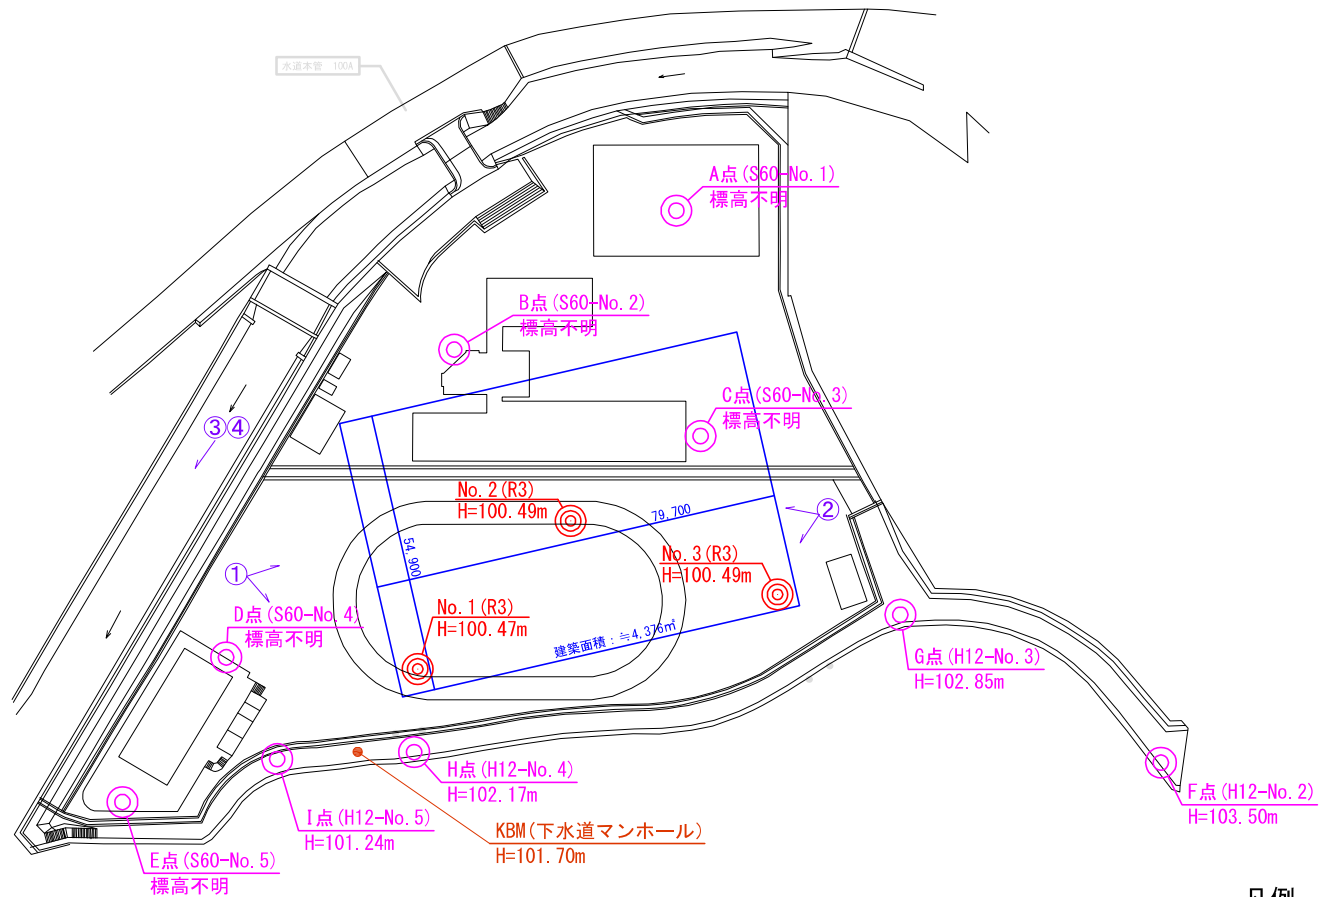 水道本管 100A
A点(S60-No.1)
標高不明
B点(S60-No.2)
標高不明
C点(S60-No.3)
標高不明
③④
No.2(R3)
H=100.49m
79,700
②
54,900
No.3(R3)
H=100.49m
①
No.1(R3)
H=100.47m
D点(S60-No.4)
標高不明
建築面積：≒4,376㎡
G点(H12-No.3)
H=102.85m
H点(H12-No.4)
H=102.17m
F点(H12-No.2)
H=103.50m
I点(H12-No.5)
H=101.24m
KBM(下水道マンホール)
H=101.70m
E点(S60-No.5)
標高不明
凡例